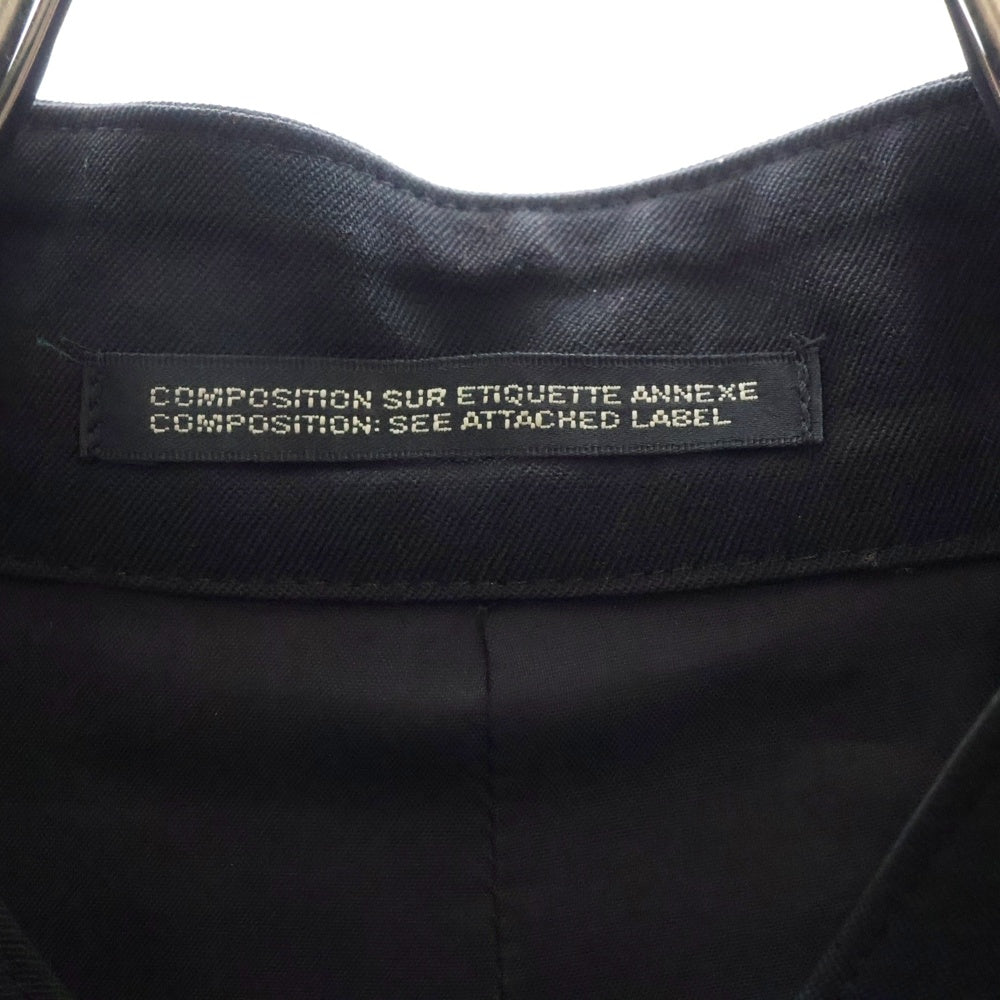 COMPOSITION SUR ETIQUETTE ANNEXE
COMPOSITION: SEE ATTACHED LABEL